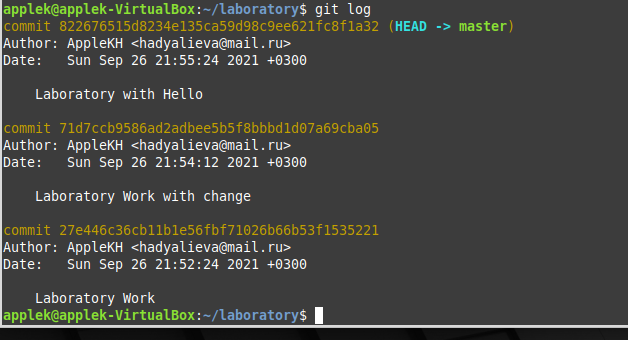 applek@applek-VirtualBox:~/laboratory$ git log
commit 822676515d8234e135ca59d98c9ee621fc8f1a32 (HEAD -> master)
Author: AppleKH <hadyalieva@mail.ru>
Date:   Sun Sep 26 21:55:24 2021 +0300

    Laboratory with Hello

commit 71d7ccb9586ad2adbee5b5f8bbbd1d07a69cba05
Author: AppleKH <hadyalieva@mail.ru>
Date:   Sun Sep 26 21:54:12 2021 +0300

    Laboratory Work with change

commit 27e446c36cb11b1e56fbf71026b66b53f1535221
Author: AppleKH <hadyalieva@mail.ru>
Date:   Sun Sep 26 21:52:24 2021 +0300

    Laboratory Work
applek@applek-VirtualBox:~/laboratory$